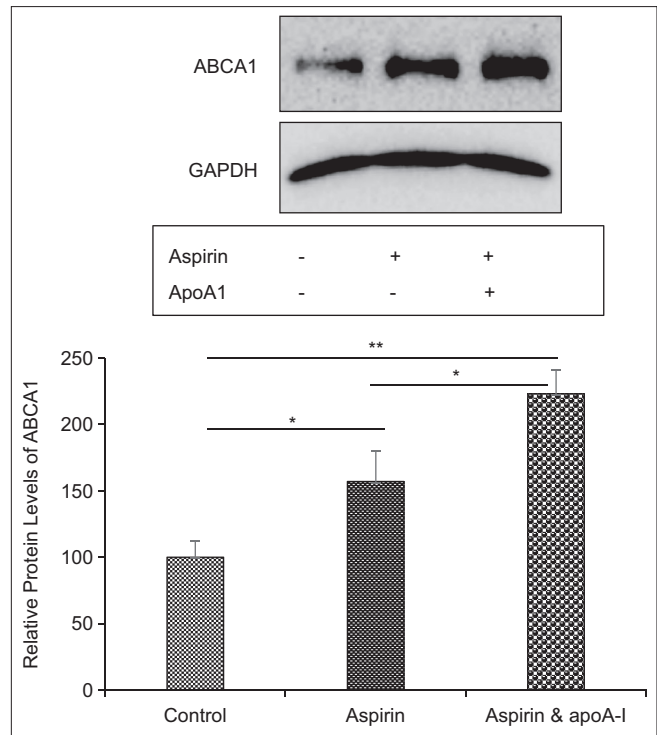 ABCA1
GAPDH
Aspirin - + +
ApoA1 - - +
Relative Protein Levels of ABCA1
250
200
150
100
50
0
**
*
*
Control Aspirin Aspirin & apoA-I